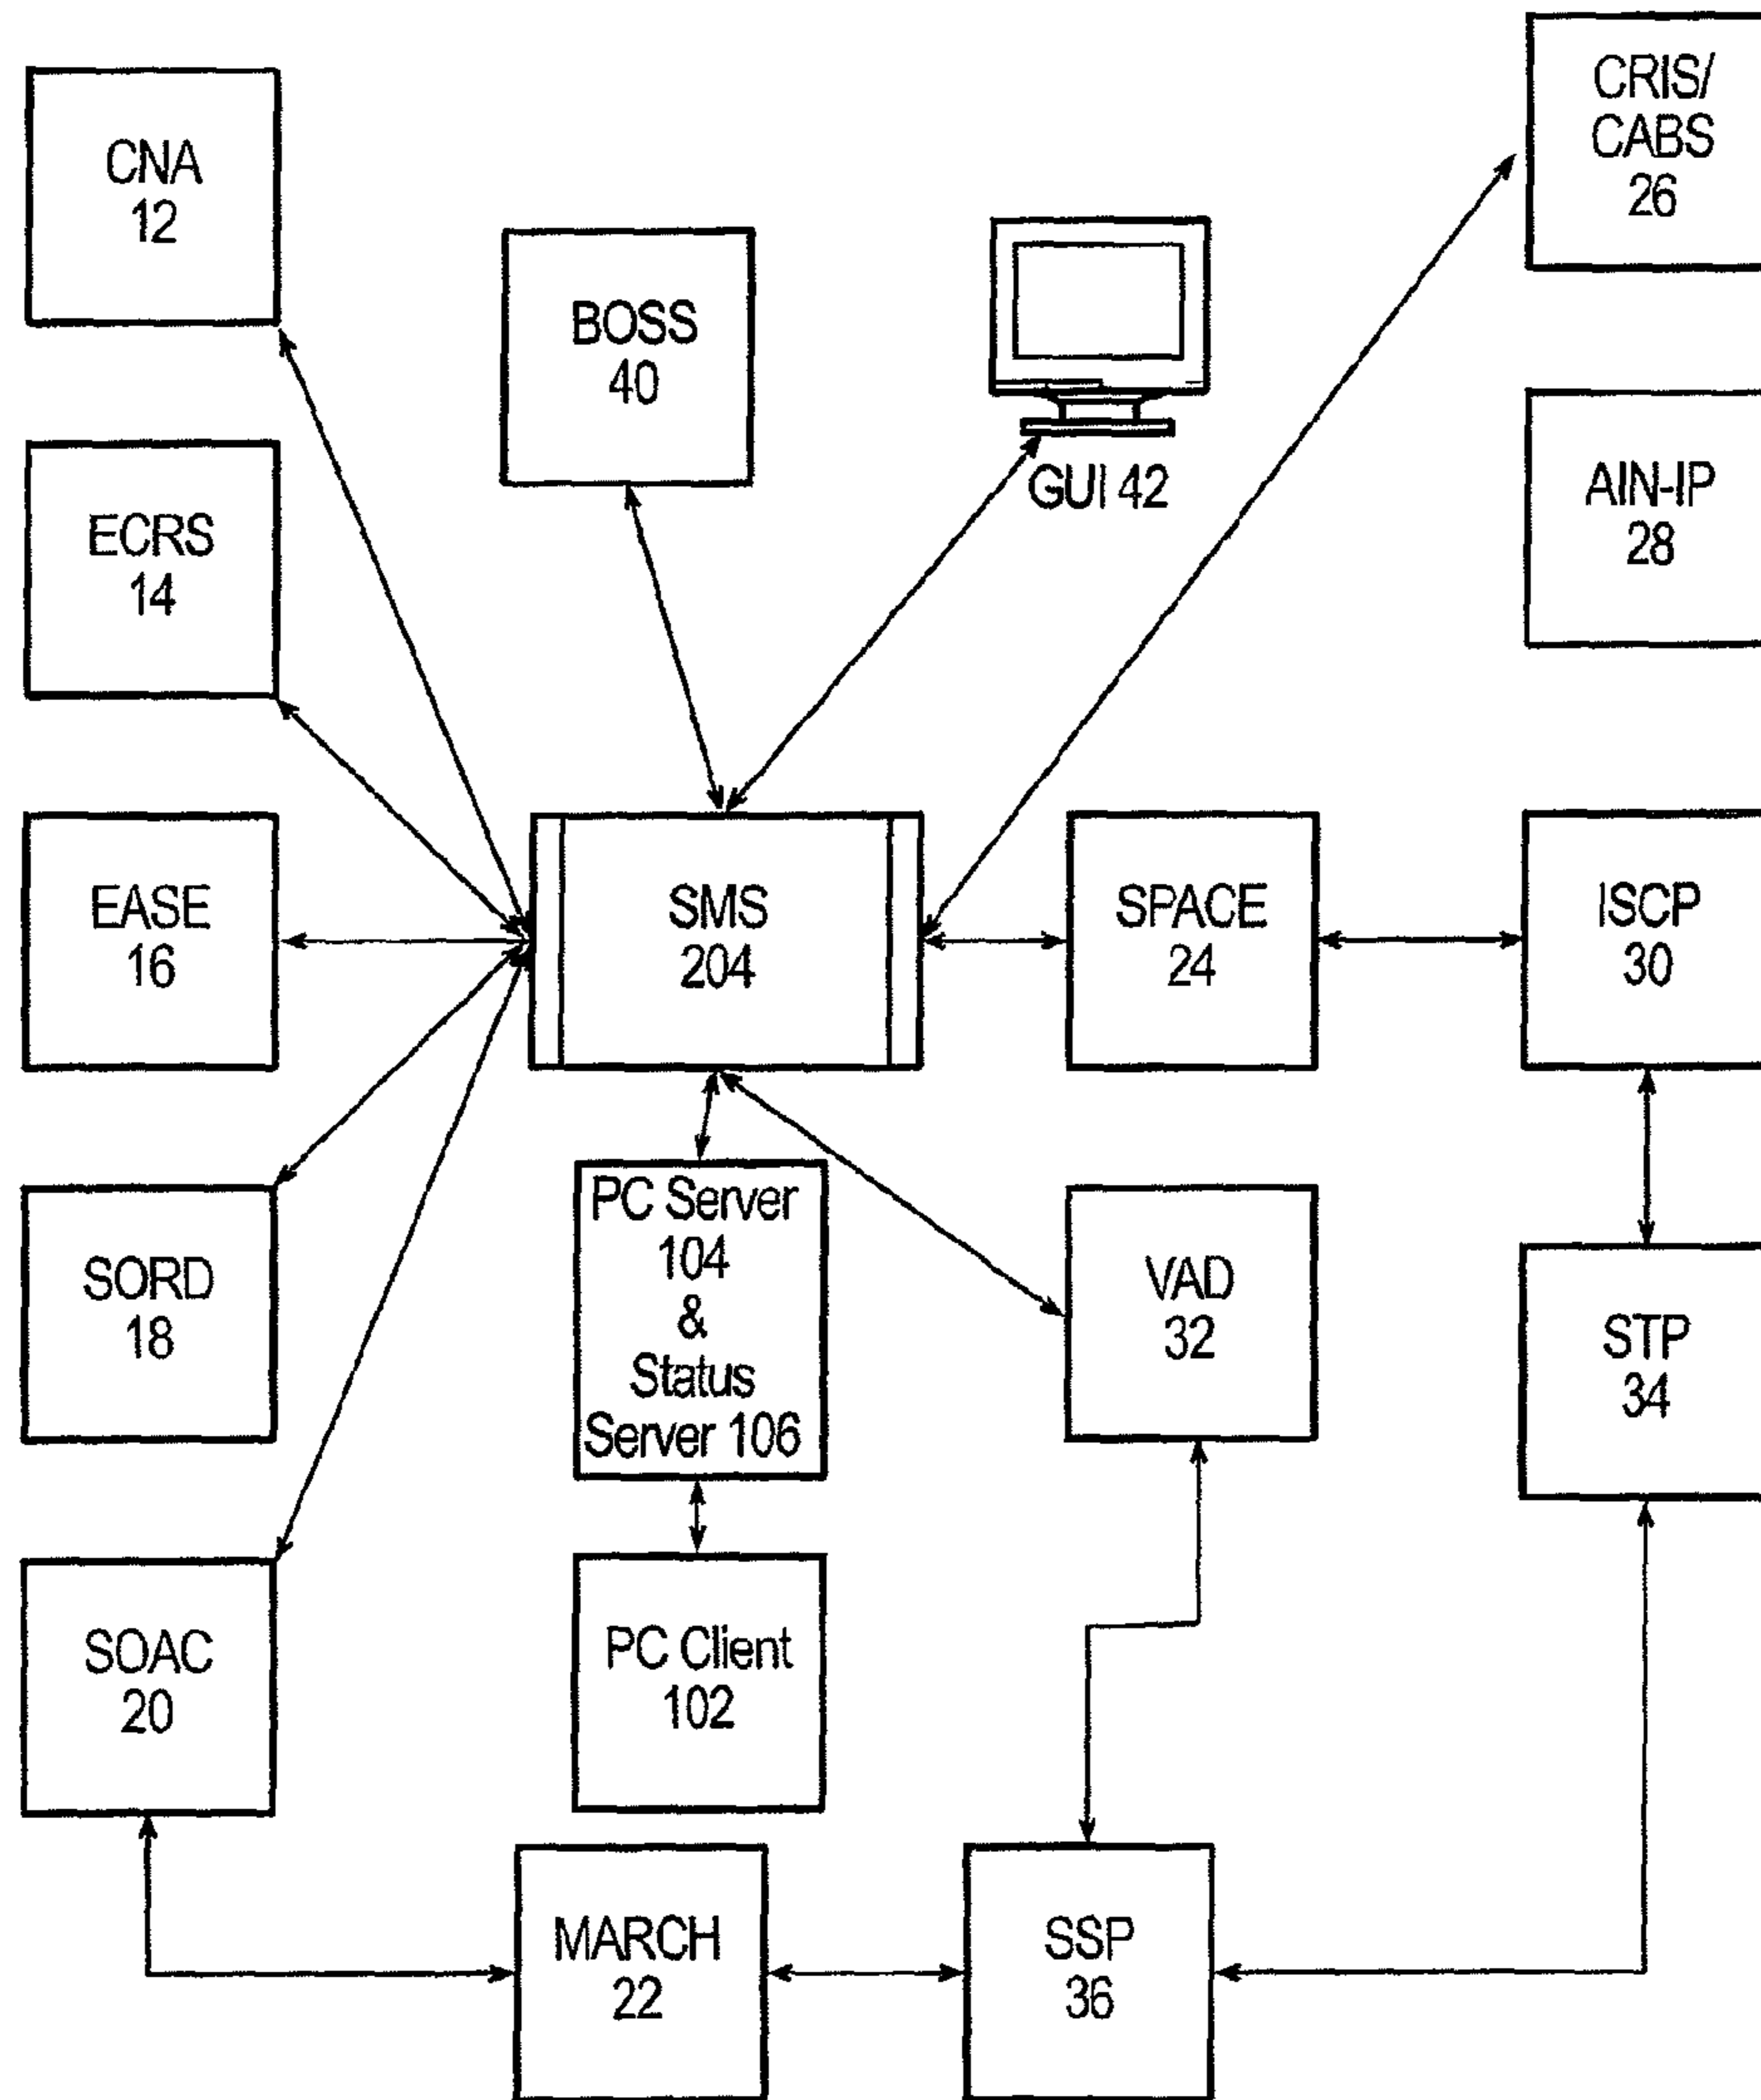 CRIS/
CABS
26
CNA
12
BOSS
40
GUI 42
AIN-IP
28
ECRS
14
EASE
16
SMS
204
SPACE
24
ISCP
30
PC Server
104
&
Status
Server 106
SORD
18
VAD
32
STP
34
SOAC
20
PC Client
102
MARCH
22
SSP
36